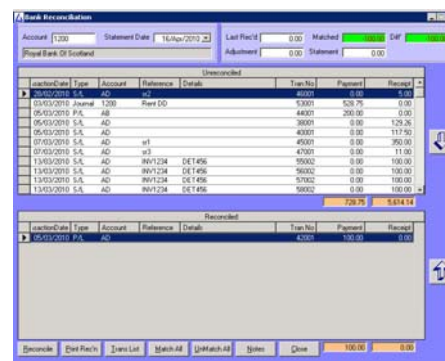 Bank Reconciliation
Account 1200 Statement Date 16/Apr/2010 Last Rec'd 0.00 Matched -100.00 Diff -100.00
Royal Bank Of Scotland Adjustment 0.00 Statement 0.00
Unreconciled
nsactionDate Type Account Reference Details Tran No Payment Receipt
28/02/2010 S/L AD sr2 46001 0.00 5.00
03/03/2010 Journal 1200 Rent DD 53001 528.75 0.00
05/03/2010 P/L AB 44001 200.00 0.00
05/03/2010 S/L AD 38001 0.00 129.26
05/03/2010 S/L AD 40001 0.00 117.50
07/03/2010 S/L AD sr1 45001 0.00 350.00
07/03/2010 S/L AD sr3 47001 0.00 11.00
13/03/2010 S/L AD INV1234 DET456 55002 0.00 100.00
13/03/2010 S/L AD INV1234 DET456 56002 0.00 100.00
13/03/2010 S/L AD INV1234 DET456 57002 0.00 100.00
13/03/2010 S/L AD INV1234 DET456 58002 0.00 100.00
728.75 5,614.14
Reconciled
nsactionDate Type Account Reference Details Tran No Payment Receipt
05/03/2010 P/L AD 42001 100.00 0.00
Reconcile Print Rec'n Trans List Match All UnMatch All Notes Close 100.00 0.00